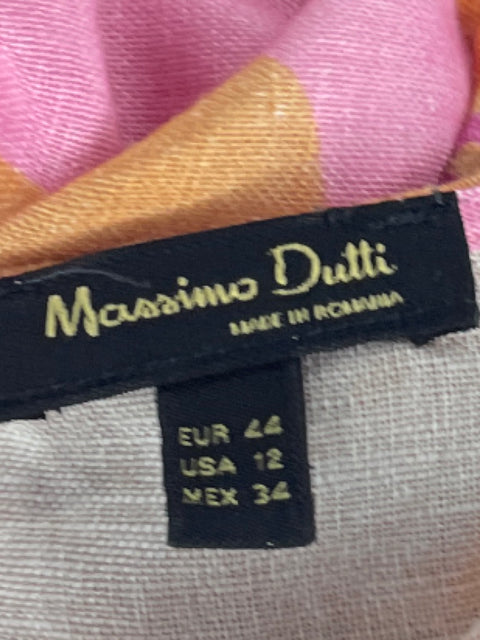 Massimo Dutti
MADE IN ROMANIA
EUR 44
USA 12
MEX 34